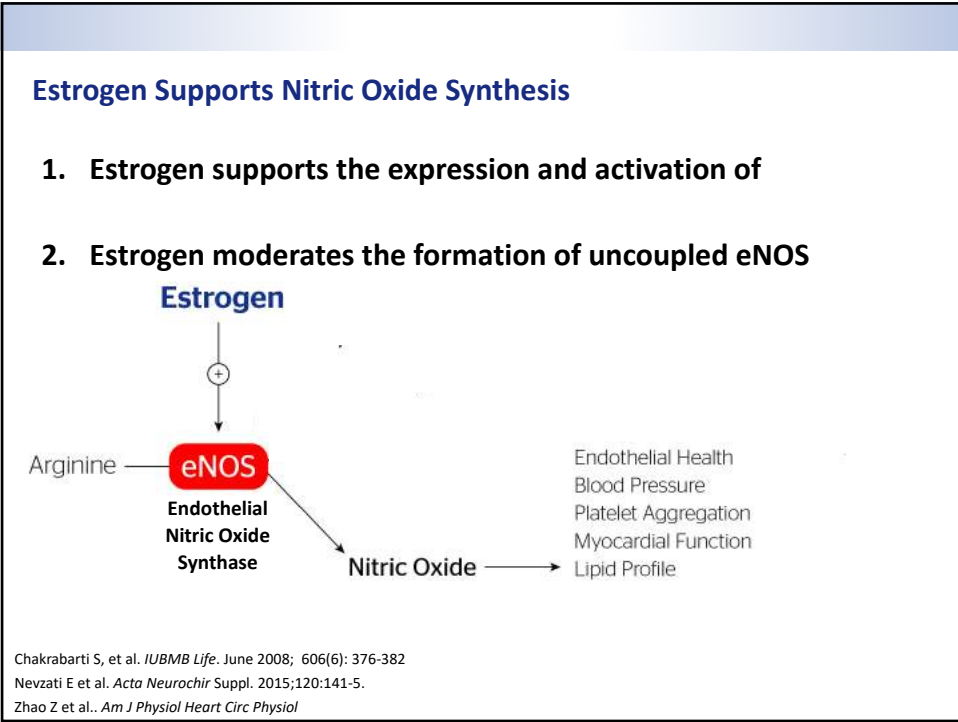 Estrogen Supports Nitric Oxide Synthesis
1. Estrogen supports the expression and activation of
2. Estrogen moderates the formation of uncoupled eNOS
Estrogen
+
Arginine
eNOS
Endothelial
Nitric Oxide
Synthase
Nitric Oxide
Endothelial Health
Blood Pressure
Platelet Aggregation
Myocardial Function
Lipid Profile
Chakrabarti S, et al. IUBMB Life. June 2008; 606(6): 376-382
Nevzati E et al. Acta Neurochir Suppl. 2015;120:141-5.
Zhao Z et al.. Am J Physiol Heart Circ Physiol